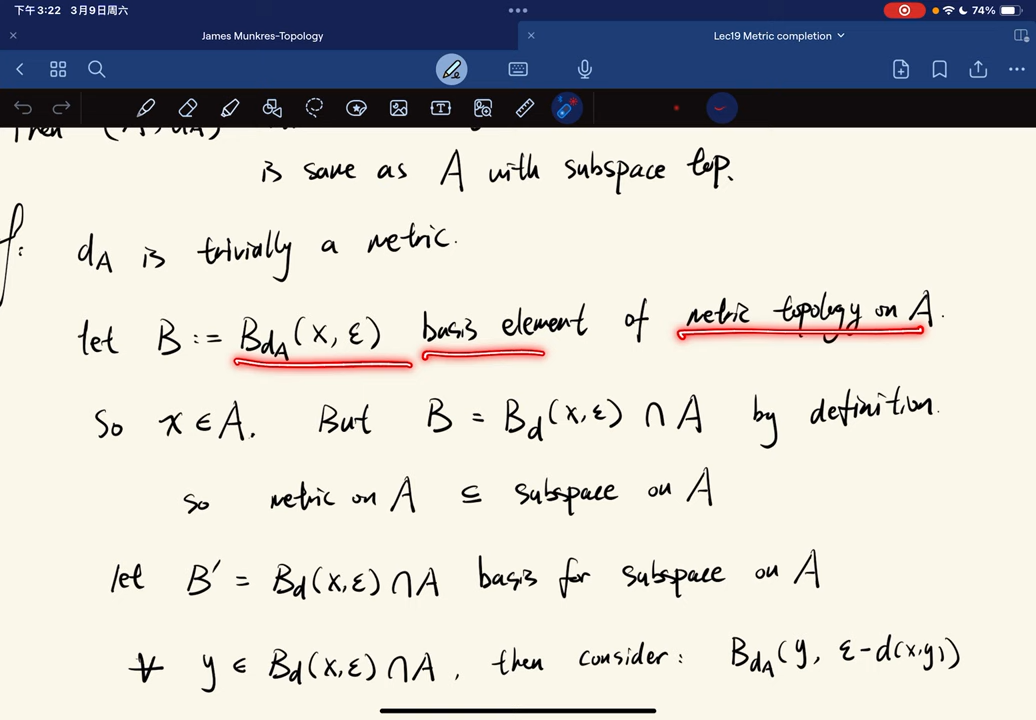 下午3:22 3月9日周六
74%
James Munkres-Topology
Lec19 Metric completion
Then (A, dA)
is same as A with subspace top.
f: dA is trivially a metric.
let B := BdA(x, ε) basis element of metric topology on A.
So x ∈ A. But B = Bd(x,ε) ∩ A by definition.
so metric on A ⊆ subspace on A
let B' = Bd(x,ε) ∩ A basis for subspace on A
∀ y ∈ Bd(x,ε) ∩ A, then consider: BdA(y, ε-d(x,y))